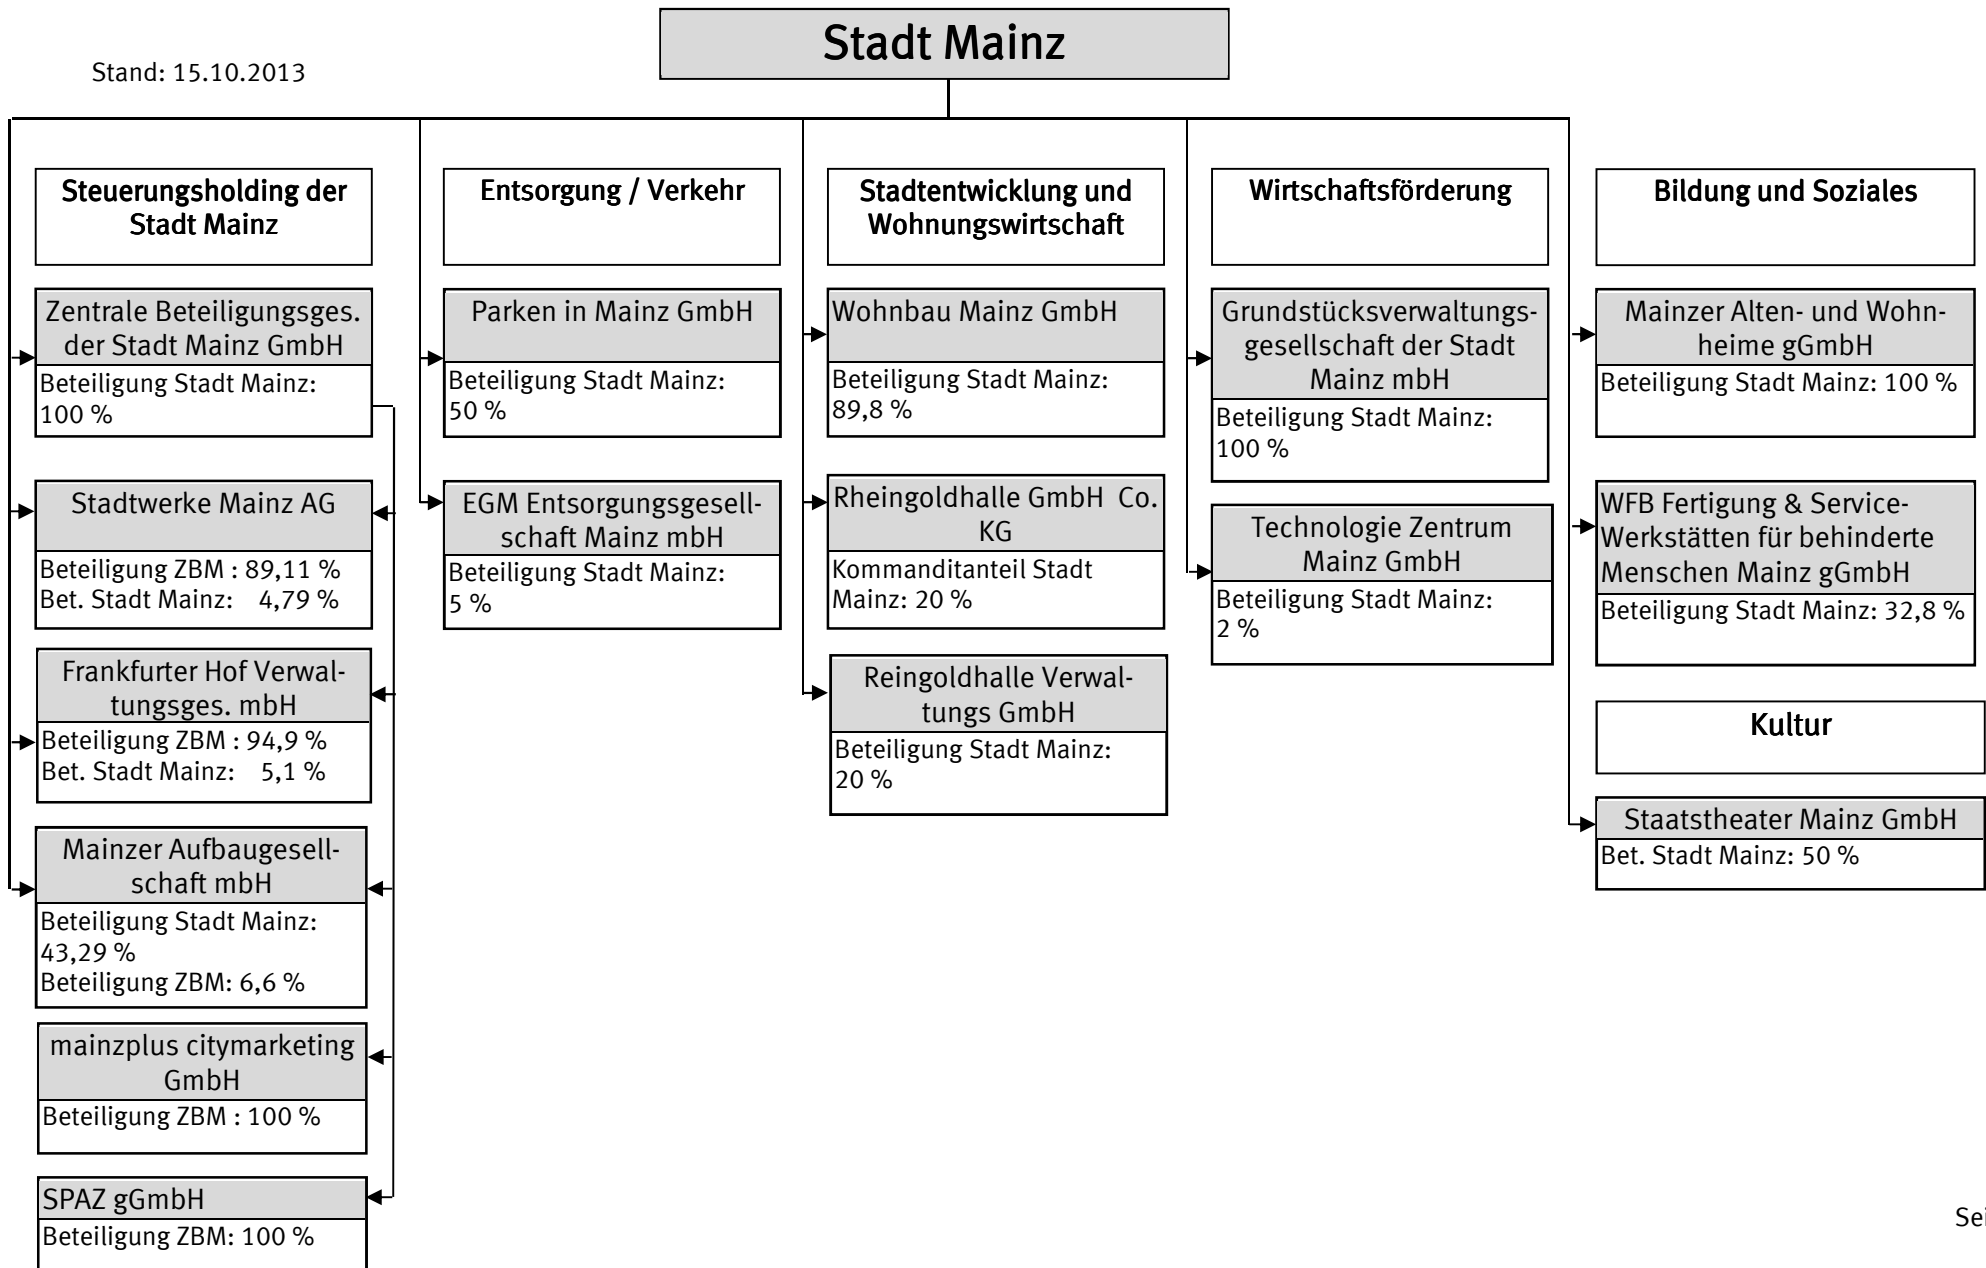 Stadt Mainz
Stand: 15.10.2013
Steuerungsholding der
Stadt Mainz
Zentrale Beteiligungsges.
der Stadt Mainz GmbH
Beteiligung Stadt Mainz:
100 %
Stadtwerke Mainz AG
Beteiligung ZBM : 89,11 %
Bet. Stadt Mainz: 4,79 %
Frankfurter Hof Verwal-
tungsges. mbH
Beteiligung ZBM : 94,9 %
Bet. Stadt Mainz: 5,1 %
Mainzer Aufbaugesell-
schaft mbH
Beteiligung Stadt Mainz:
43,29 %
Beteiligung ZBM: 6,6 %
mainzplus citymarketing
GmbH
Beteiligung ZBM : 100 %
SPAZ gGmbH
Beteiligung ZBM: 100 %
Entsorgung / Verkehr
Parken in Mainz GmbH
Beteiligung Stadt Mainz:
50 %
EGM Entsorgungsgesell-
schaft Mainz mbH
Beteiligung Stadt Mainz:
5 %
Stadtentwicklung und
Wohnungswirtschaft
Wohnbau Mainz GmbH
Beteiligung Stadt Mainz:
89,8 %
Rheingoldhalle GmbH Co.
KG
Kommanditanteil Stadt
Mainz: 20 %
Reingoldhalle Verwal-
tungs GmbH
Beteiligung Stadt Mainz:
20 %
Wirtschaftsförderung
Grundstücksverwaltungs-
gesellschaft der Stadt
Mainz mbH
Beteiligung Stadt Mainz:
100 %
Technologie Zentrum
Mainz GmbH
Beteiligung Stadt Mainz:
2 %
Bildung und Soziales
Mainzer Alten- und Wohn-
heime gGmbH
Beteiligung Stadt Mainz: 100 %
WFB Fertigung & Service-
Werkstätten für behinderte
Menschen Mainz gGmbH
Beteiligung Stadt Mainz: 32,8 %
Kultur
Staatstheater Mainz GmbH
Bet. Stadt Mainz: 50 %
Sei